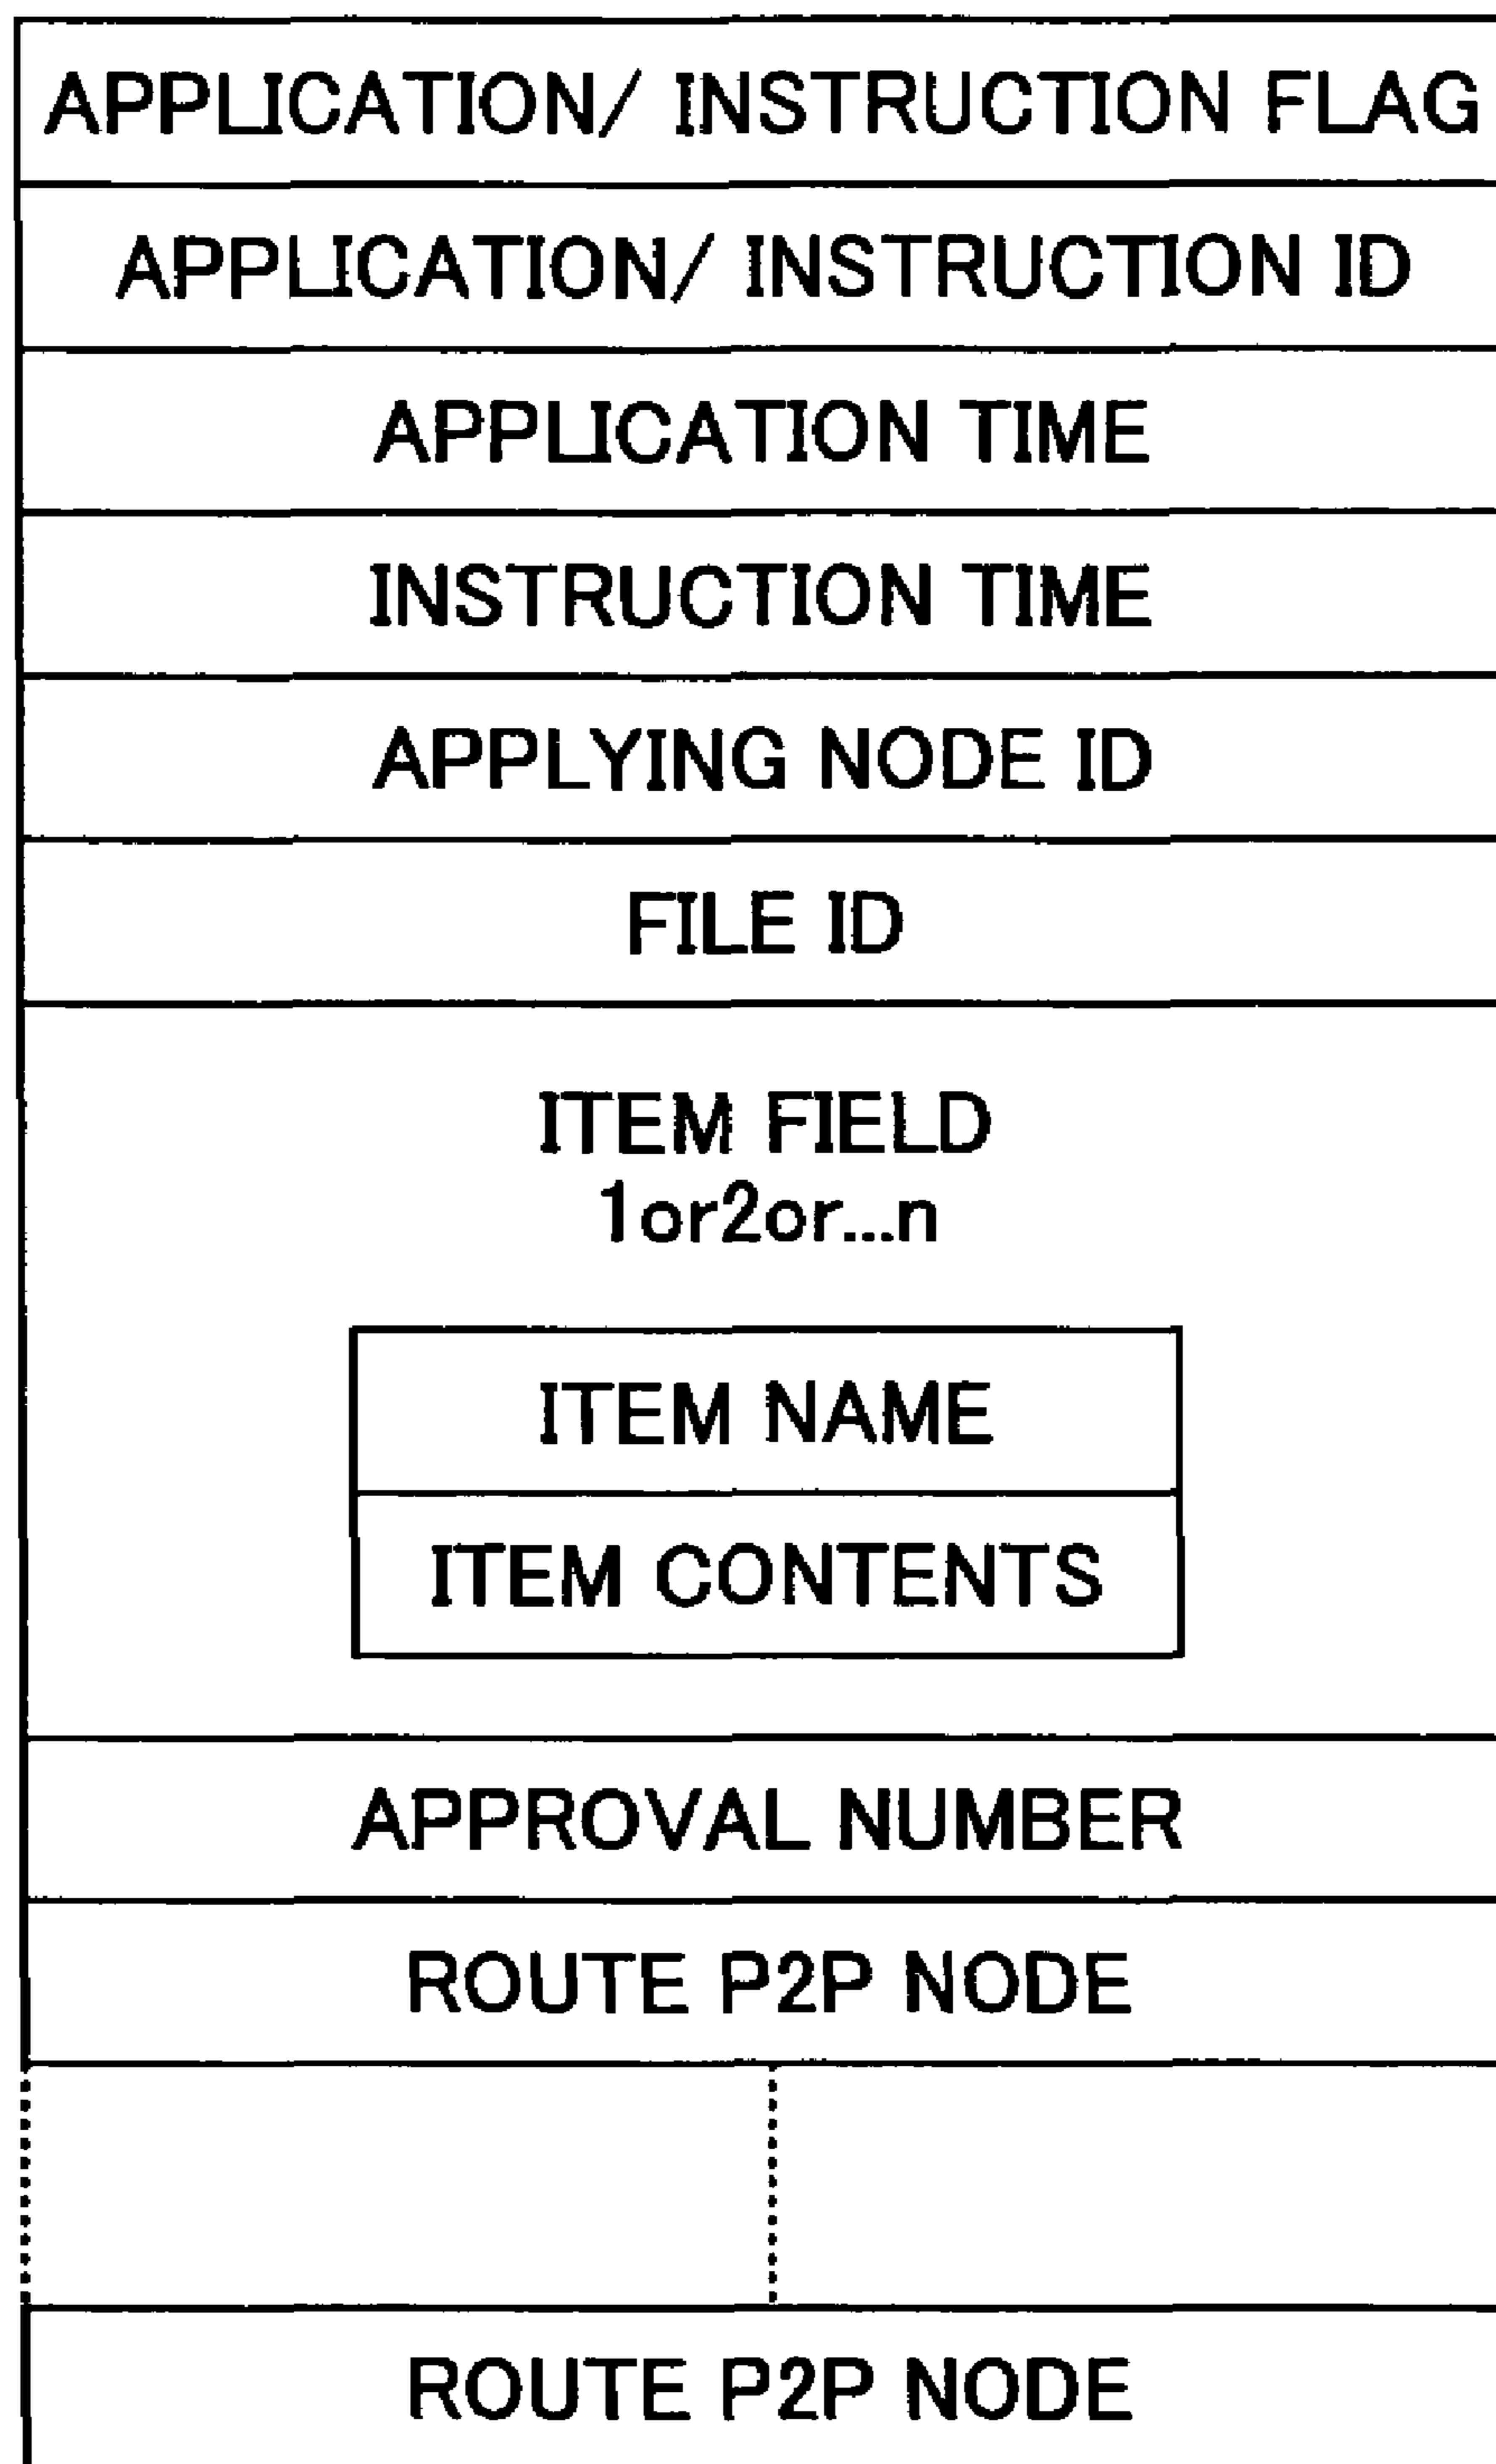 APPLICATION/ INSTRUCTION FLAG
APPLICATION/ INSTRUCTION ID
APPLICATION TIME
INSTRUCTION TIME
APPLYING NODE ID
FILE ID
ITEM FIELD
1or2or...n
ITEM NAME
ITEM CONTENTS
APPROVAL NUMBER
ROUTE P2P NODE
ROUTE P2P NODE